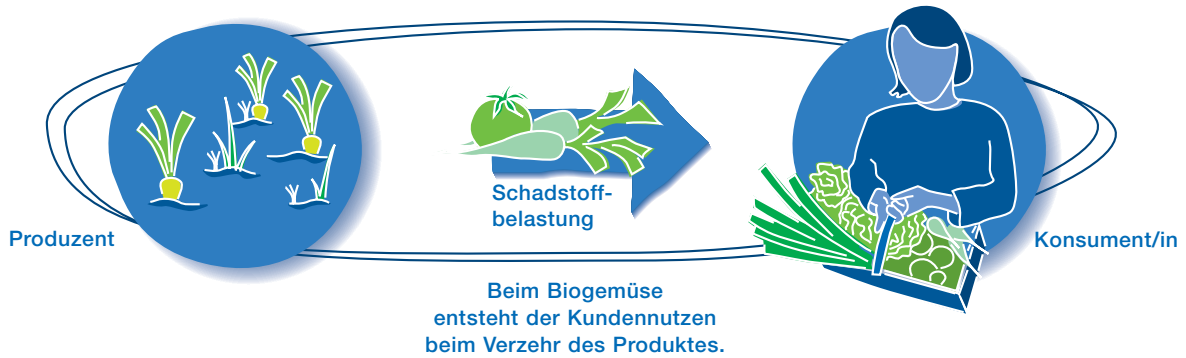 Schadstoff-
belastung
Produzent
Konsument/in
Beim Biogemüse
entsteht der Kundennutzen
beim Verzehr des Produktes.